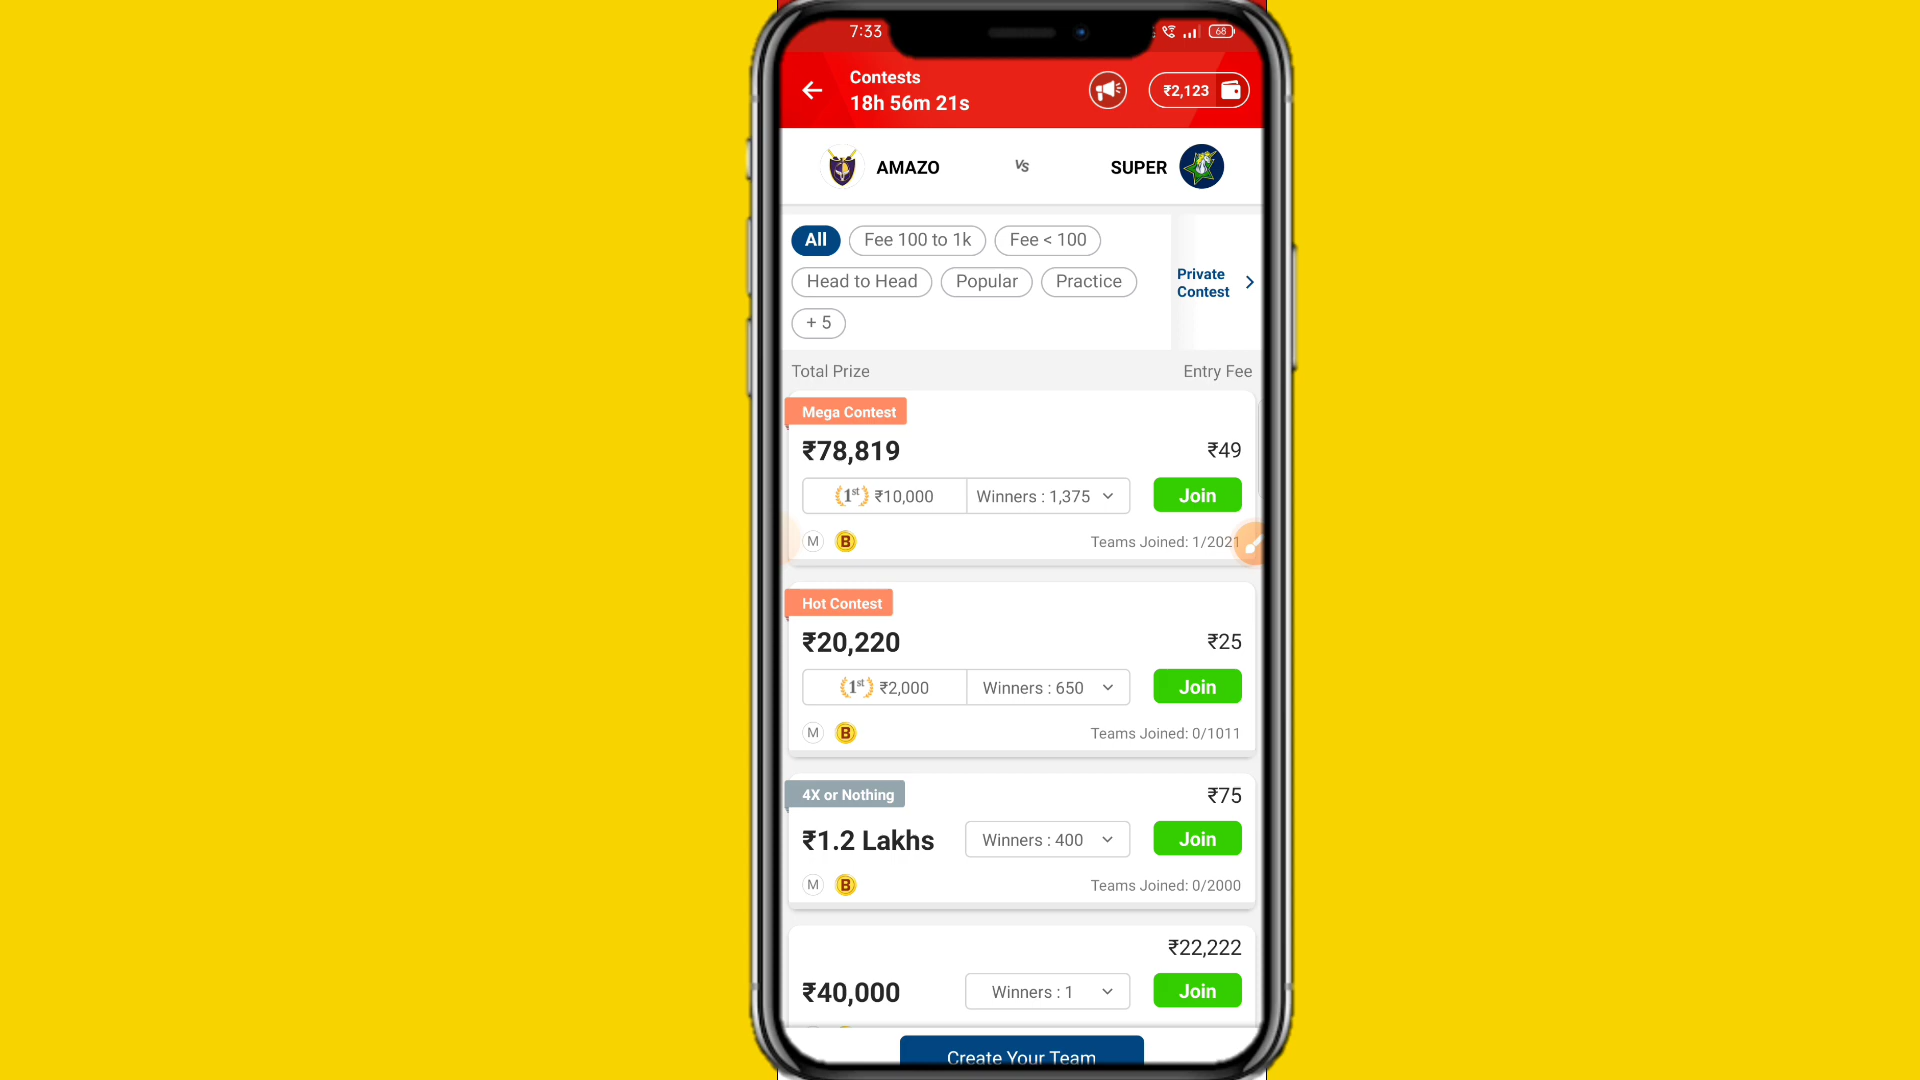 7:33
68
Contests
18h 56m 21s
₹2,123
AMAZO
VS
SUPER
All
Fee 100 to 1k
Fee < 100
Head to Head
Popular
Practice
+ 5
Private
Contest
Total Prize
Entry Fee
Mega Contest
₹78,819
₹49
1st ₹10,000
Winners : 1,375
Join
M
B
Teams Joined: 1/2021
Hot Contest
₹20,220
₹25
1st ₹2,000
Winners : 650
Join
M
B
Teams Joined: 0/1011
4X or Nothing
₹75
₹1.2 Lakhs
Winners : 400
Join
M
B
Teams Joined: 0/2000
₹22,222
₹40,000
Winners : 1
Join
Create Your Team